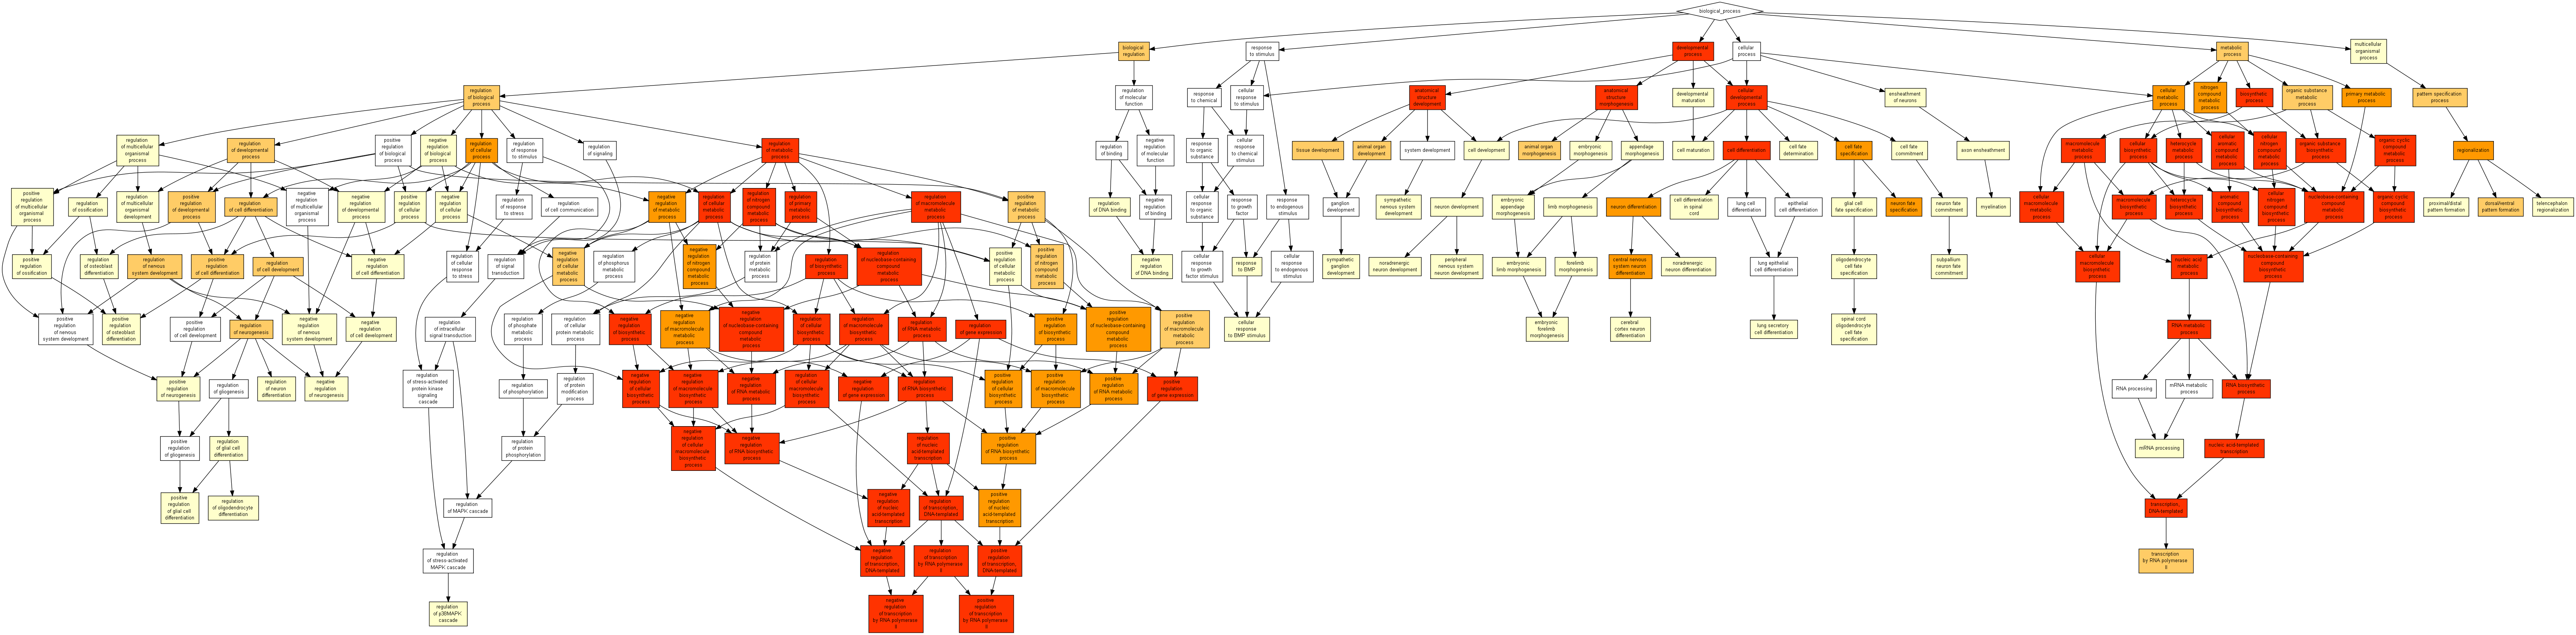 biological_process
biological
regulation
response
to stimulus
developmental
process
cellular
process
metabolic
process
multicellular
organismal
process
regulation
of biological
process
regulation
of molecular
function
response
to chemical
cellular
response
to stimulus
anatomical
structure
development
anatomical
structure
morphogenesis
developmental
maturation
cellular
developmental
process
ensheathment
of neurons
cellular
metabolic
process
nitrogen
compound
metabolic
process
biosynthetic
process
organic substance
metabolic
process
primary metabolic
process
pattern specification
process
regulation
of multicellular
organismal
process
regulation
of developmental
process
positive
regulation
of biological
process
negative
regulation
of biological
process
regulation
of cellular
process
regulation
of response
to stimulus
regulation
of signaling
regulation
of metabolic
process
regulation
of binding
negative
regulation
of molecular
function
response
to organic
substance
cellular
response
to chemical
stimulus
tissue development
animal organ
development
system development
cell development
animal organ
morphogenesis
embryonic
morphogenesis
appendage
morphogenesis
cell maturation
cell differentiation
cell fate
determination
cell fate
specification
cell fate
commitment
axon ensheathment
macromolecule
metabolic
process
cellular
biosynthetic
process
heterocycle
metabolic
process
cellular
aromatic
compound
metabolic
process
cellular
nitrogen
compound
metabolic
process
organic substance
biosynthetic
process
organic cyclic
compound
metabolic
process
regionalization
positive
regulation
of multicellular
organismal
process
regulation
of ossification
regulation
of multicellular
organismal
development
positive
regulation
of developmental
process
regulation
of cell differentiation
negative
regulation
of multicellular
organismal
process
negative
regulation
of developmental
process
positive
regulation
of cellular
process
negative
regulation
of cellular
process
regulation
of response
to stress
regulation
of cell communication
negative
regulation
of metabolic
process
regulation
of cellular
metabolic
process
regulation
of nitrogen
compound
metabolic
process
regulation
of primary
metabolic
process
regulation
of macromolecule
metabolic
process
positive
regulation
of metabolic
process
regulation
of DNA binding
negative
regulation
of binding
cellular
response
to organic
substance
response
to growth
factor
response
to endogenous
stimulus
ganglion
development
sympathetic
nervous system
development
neuron development
embryonic
appendage
morphogenesis
limb morphogenesis
neuron differentiation
cell differentiation
in spinal
cord
lung cell
differentiation
epithelial
cell differentiation
glial cell
fate specification
neuron fate
specification
neuron fate
commitment
myelination
cellular
macromolecule
metabolic
process
macromolecule
biosynthetic
process
heterocycle
biosynthetic
process
aromatic
compound
biosynthetic
process
cellular
nitrogen
compound
biosynthetic
process
nucleobase-containing
compound
metabolic
process
organic cyclic
compound
biosynthetic
process
proximal/distal
pattern formation
dorsal/ventral
pattern formation
telencephalon
regionalization
positive
regulation
of ossification
regulation
of osteoblast
differentiation
regulation
of nervous
system development
positive
regulation
of cell differentiation
regulation
of cell development
negative
regulation
of cell differentiation
regulation
of cellular
response
to stress
regulation
of signal
transduction
negative
regulation
of cellular
metabolic
process
regulation
of phosphorus
metabolic
process
negative
regulation
of nitrogen
compound
metabolic
process
regulation
of protein
metabolic
process
regulation
of biosynthetic
process
regulation
of nucleobase-containing
compound
metabolic
process
positive
regulation
of cellular
metabolic
process
positive
regulation
of nitrogen
compound
metabolic
process
negative
regulation
of DNA binding
cellular
response
to growth
factor stimulus
response
to BMP
cellular
response
to endogenous
stimulus
sympathetic
ganglion
development
noradrenergic
neuron development
peripheral
nervous system
neuron development
embryonic
limb morphogenesis
forelimb
morphogenesis
central nervous
system neuron
differentiation
noradrenergic
neuron differentiation
lung epithelial
cell differentiation
oligodendrocyte
cell fate
specification
subpallium
neuron fate
commitment
cellular
macromolecule
biosynthetic
process
nucleic acid
metabolic
process
nucleobase-containing
compound
biosynthetic
process
positive
regulation
of nervous
system development
positive
regulation
of osteoblast
differentiation
positive
regulation
of cell development
regulation
of neurogenesis
negative
regulation
of nervous
system development
negative
regulation
of cell development
regulation
of intracellular
signal transduction
regulation
of phosphate
metabolic
process
regulation
of cellular
protein metabolic
process
negative
regulation
of biosynthetic
process
negative
regulation
of macromolecule
metabolic
process
negative
regulation
of nucleobase-containing
compound
metabolic
process
regulation
of cellular
biosynthetic
process
regulation
of macromolecule
biosynthetic
process
regulation
of RNA metabolic
process
regulation
of gene expression
positive
regulation
of biosynthetic
process
positive
regulation
of nucleobase-containing
compound
metabolic
process
positive
regulation
of macromolecule
metabolic
process
cellular
response
to BMP stimulus
embryonic
forelimb
morphogenesis
cerebral
cortex neuron
differentiation
lung secretory
cell differentiation
spinal cord
oligodendrocyte
cell fate
specification
RNA metabolic
process
positive
regulation
of neurogenesis
regulation
of gliogenesis
regulation
of neuron
differentiation
negative
regulation
of neurogenesis
regulation
of stress-activated
protein kinase
signaling
cascade
regulation
of phosphorylation
regulation
of protein
modification
process
negative
regulation
of cellular
biosynthetic
process
negative
regulation
of macromolecule
biosynthetic
process
negative
regulation
of RNA metabolic
process
regulation
of cellular
macromolecule
biosynthetic
process
negative
regulation
of gene expression
regulation
of RNA biosynthetic
process
positive
regulation
of cellular
biosynthetic
process
positive
regulation
of macromolecule
biosynthetic
process
positive
regulation
of RNA metabolic
process
positive
regulation
of gene expression
RNA processing
mRNA metabolic
process
RNA biosynthetic
process
positive
regulation
of gliogenesis
regulation
of glial cell
differentiation
regulation
of protein
phosphorylation
negative
regulation
of cellular
macromolecule
biosynthetic
process
negative
regulation
of RNA biosynthetic
process
regulation
of nucleic
acid-templated
transcription
positive
regulation
of RNA biosynthetic
process
mRNA processing
nucleic acid-templated
transcription
positive
regulation
of glial cell
differentiation
regulation
of oligodendrocyte
differentiation
regulation
of MAPK cascade
negative
regulation
of nucleic
acid-templated
transcription
regulation
of transcription,
DNA-templated
positive
regulation
of nucleic
acid-templated
transcription
transcription,
DNA-templated
regulation
of stress-activated
MAPK cascade
negative
regulation
of transcription,
DNA-templated
regulation
of transcription
by RNA polymerase
II
positive
regulation
of transcription,
DNA-templated
transcription
by RNA polymerase
II
regulation
of p38MAPK
cascade
negative
regulation
of transcription
by RNA polymerase
II
positive
regulation
of transcription
by RNA polymerase
II